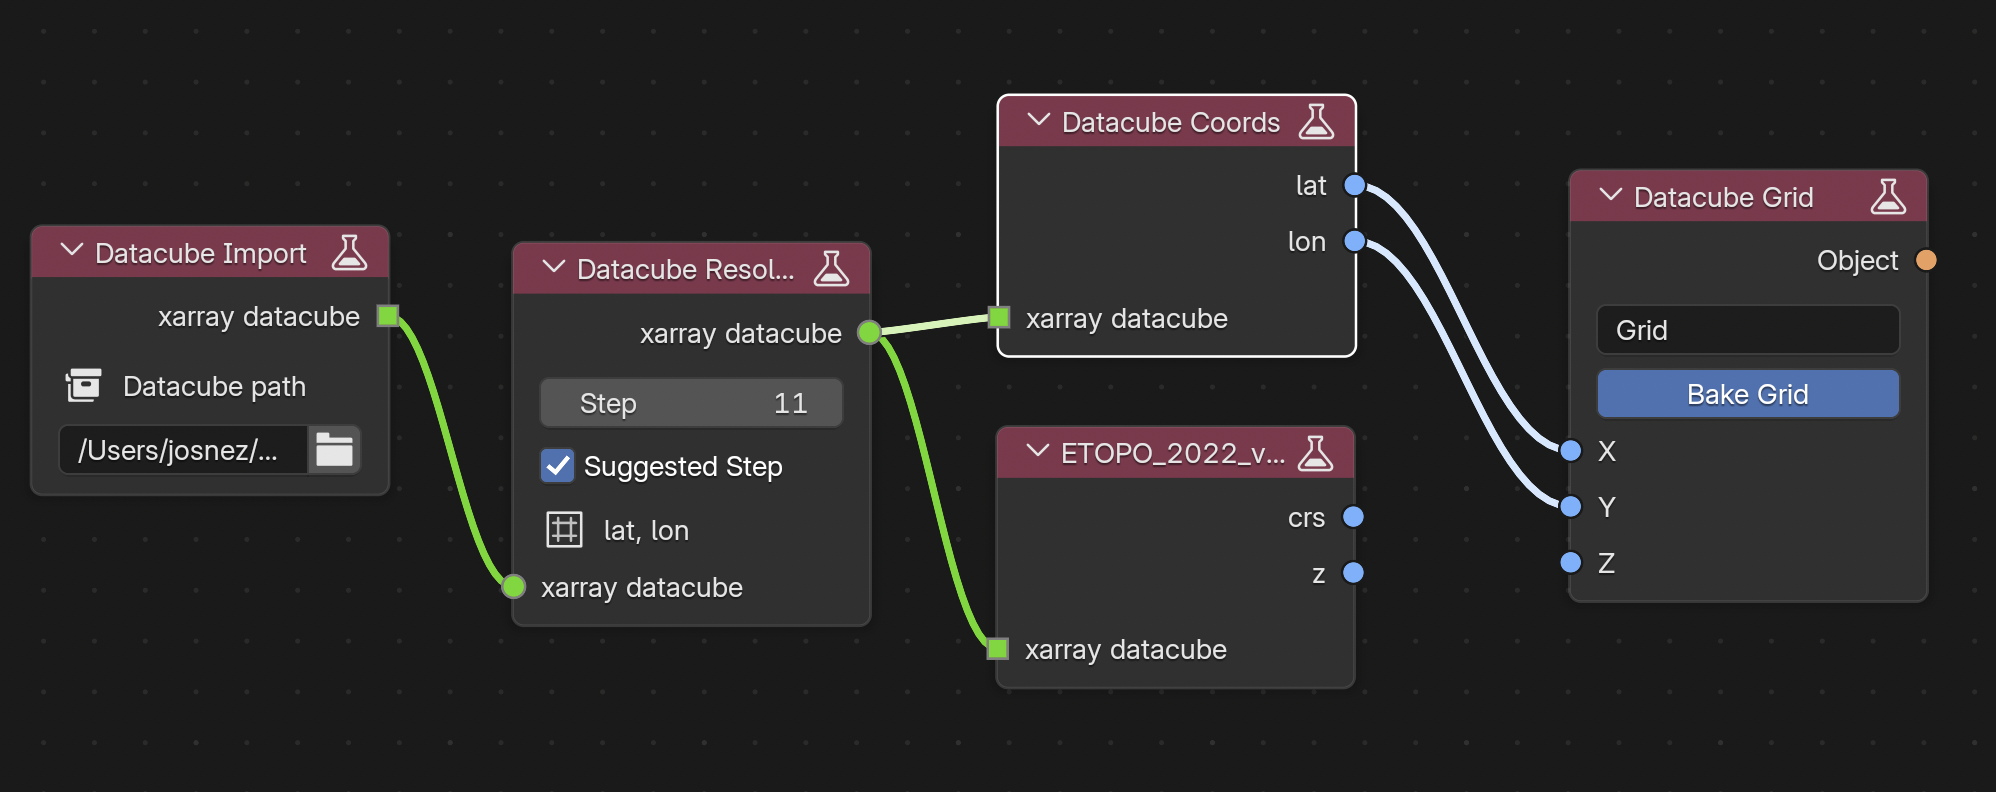 Datacube Import
xarray datacube
Datacube path
/Users/josnez/...
Datacube Resol...
xarray datacube
Step 11
Suggested Step
lat, lon
xarray datacube
Datacube Coords
lat
lon
xarray datacube
ETOPO_2022_v...
crs
z
xarray datacube
Datacube Grid
Object
Grid
Bake Grid
X
Y
Z